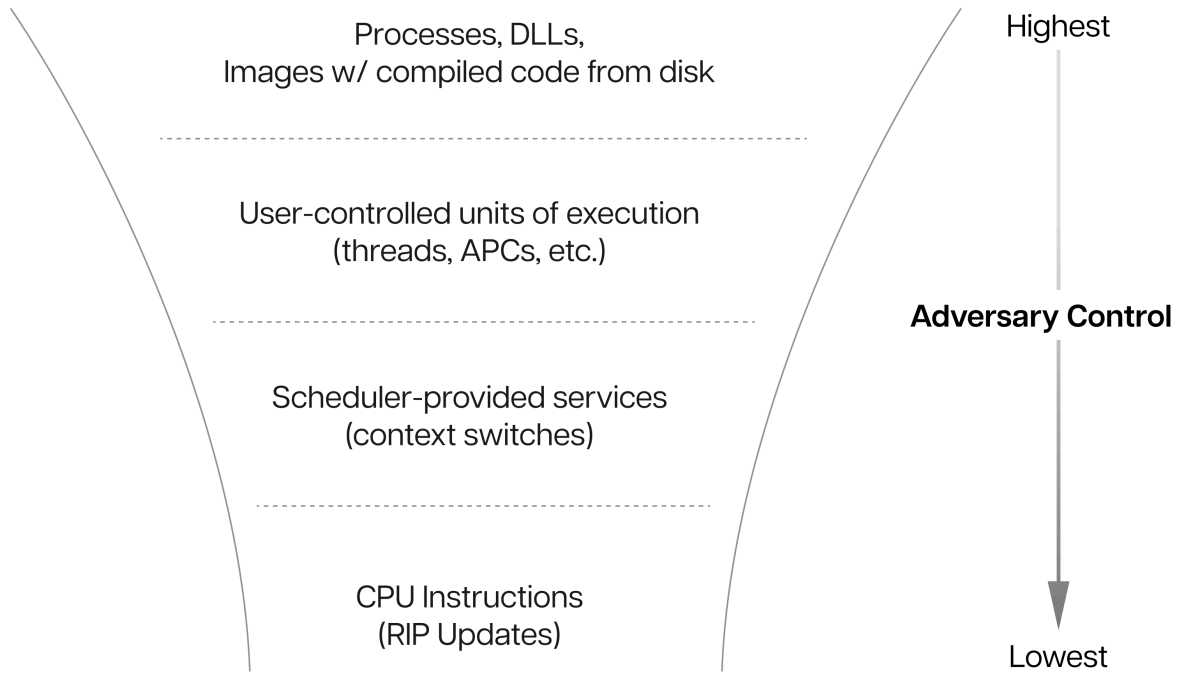 Processes, DLLs,
Images w/ compiled code from disk
User-controlled units of execution
(threads, APCs, etc.)
Scheduler-provided services
(context switches)
CPU Instructions
(RIP Updates)
Highest
Adversary Control
Lowest